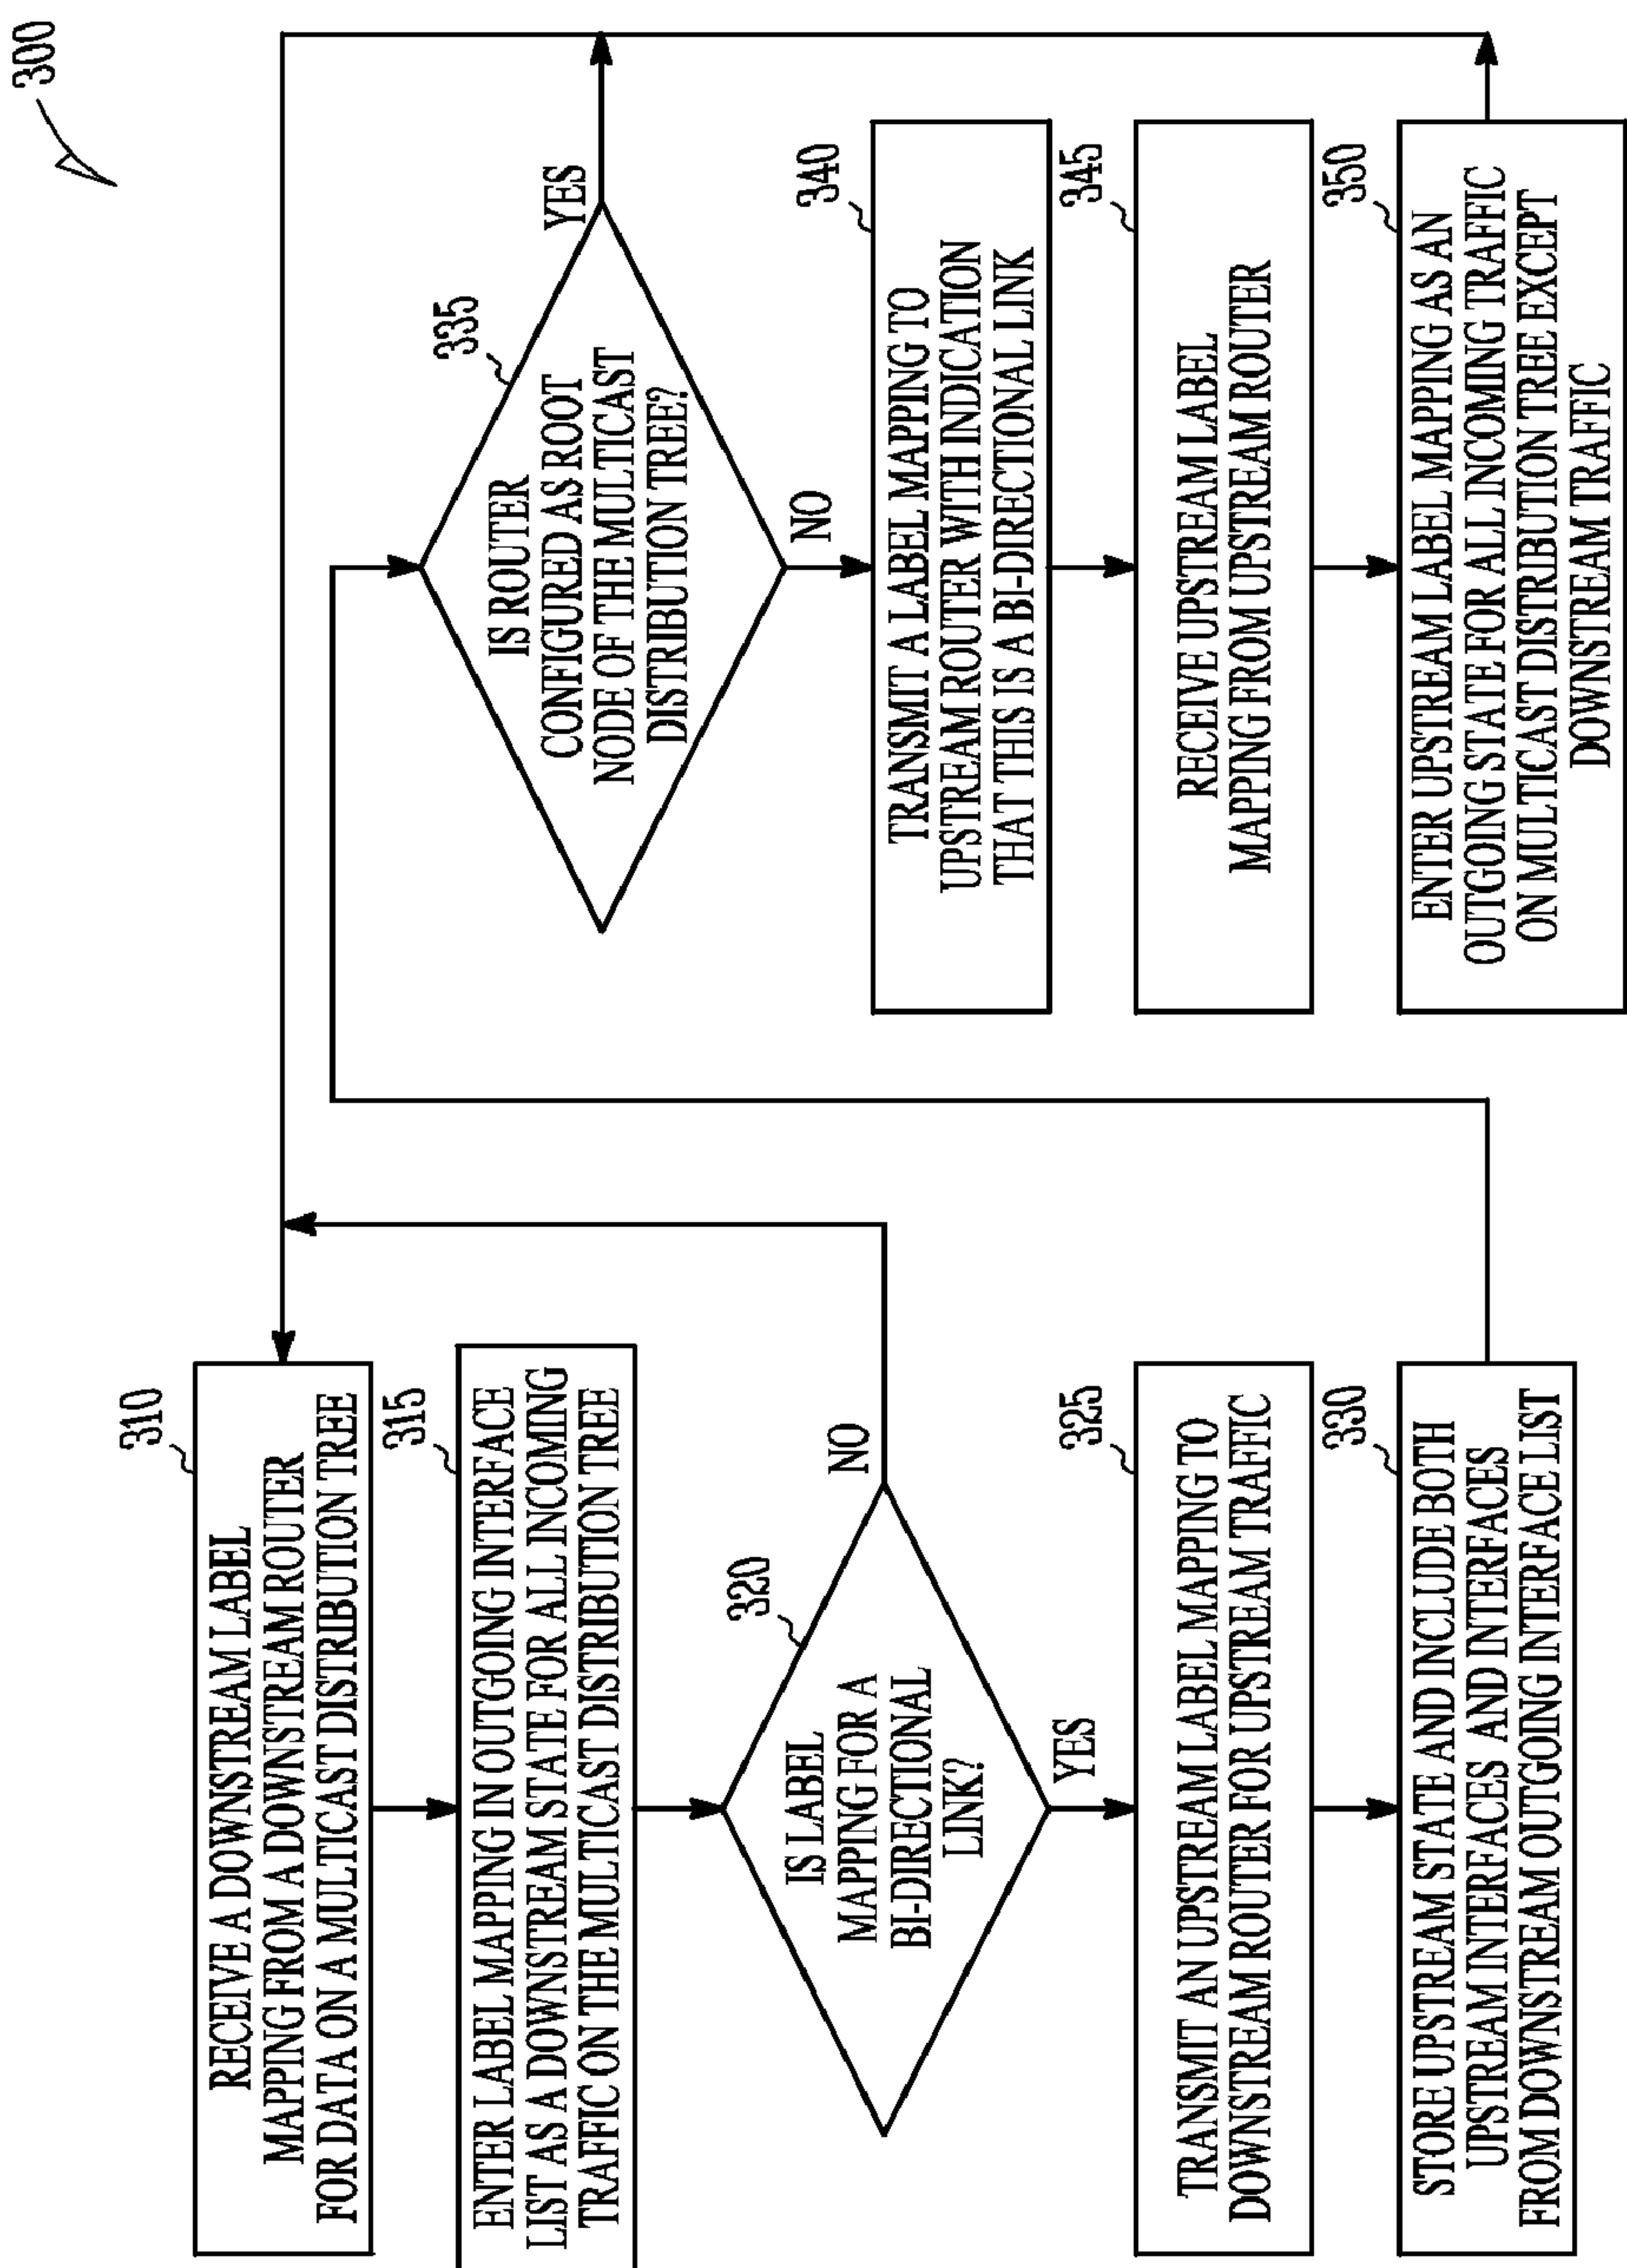 300
310
RECEIVE A DOWNSTREAM LABEL
MAPPING FROM A DOWNSTREAM ROUTER
FOR DATA ON A MULTICAST DISTRIBUTION TREE
315
ENTER LABEL MAPPING IN OUTGOING INTERFACE
LIST AS A DOWNSTREAM STATE FOR ALL INCOMING
TRAFFIC ON THE MULTICAST DISTRIBUTION TREE
320
IS LABEL
MAPPING FOR A
BI-DIRECTIONAL
LINK?
NO
YES
325
TRANSMIT AN UPSTREAM LABEL MAPPING TO
DOWNSTREAM ROUTER FOR UPSTREAM TRAFFIC
330
STORE UPSTREAM STATE AND INCLUDE BOTH
UPSTREAM INTERFACES AND INTERFACES
FROM DOWNSTREAM OUTGOING INTERFACE LIST
335
IS ROUTER
CONFIGURED AS ROOT
NODE OF THE MULTICAST
DISTRIBUTION TREE?
YES
NO
340
TRANSMIT A LABEL MAPPING TO
UPSTREAM ROUTER WITH INDICATION
THAT THIS IS A BI-DIRECTIONAL LINK
345
RECEIVE UPSTREAM LABEL
MAPPING FROM UPSTREAM ROUTER
350
ENTER UPSTREAM LABEL MAPPING AS AN
OUTGOING STATE FOR ALL INCOMING TRAFFIC
ON MULTICAST DISTRIBUTION TREE EXCEPT
DOWNSTREAM TRAFFIC